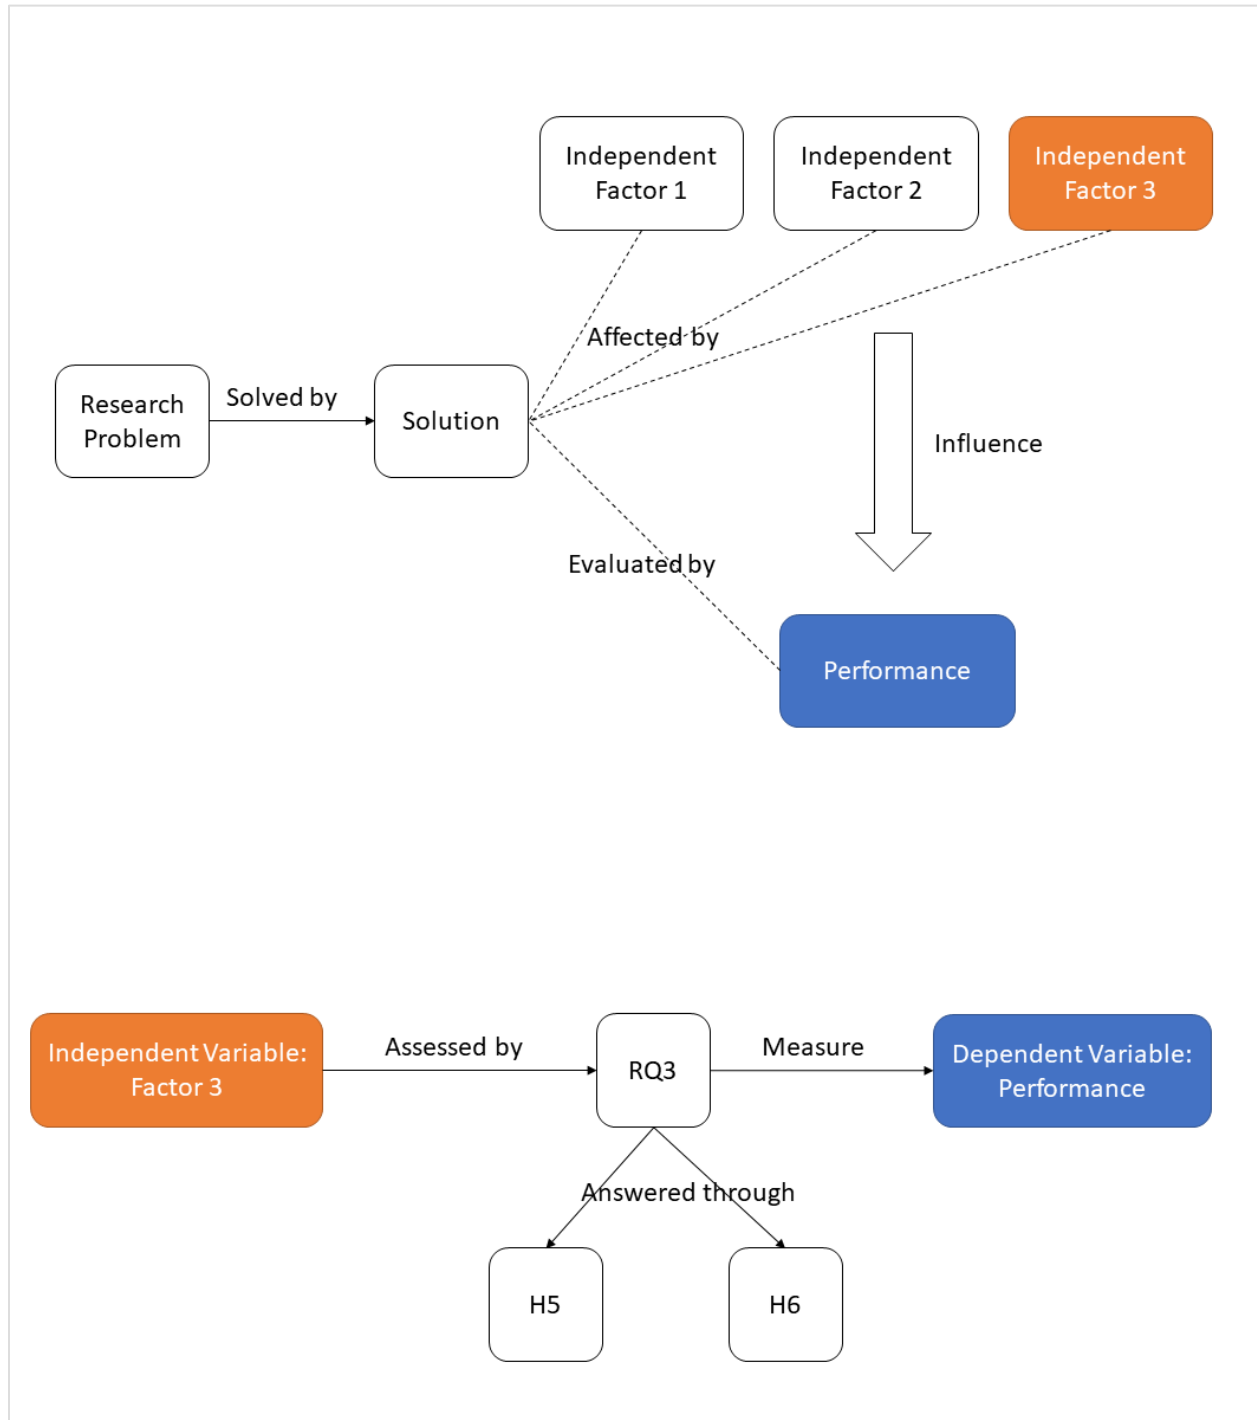 Independent
Factor 1
Independent
Factor 2
Independent
Factor 3
Affected by
Research
Problem
Solved by
Solution
Influence
Evaluated by
Performance
Independent Variable:
Factor 3
Assessed by
RQ3
Measure
Dependent Variable:
Performance
Answered through
H5
H6